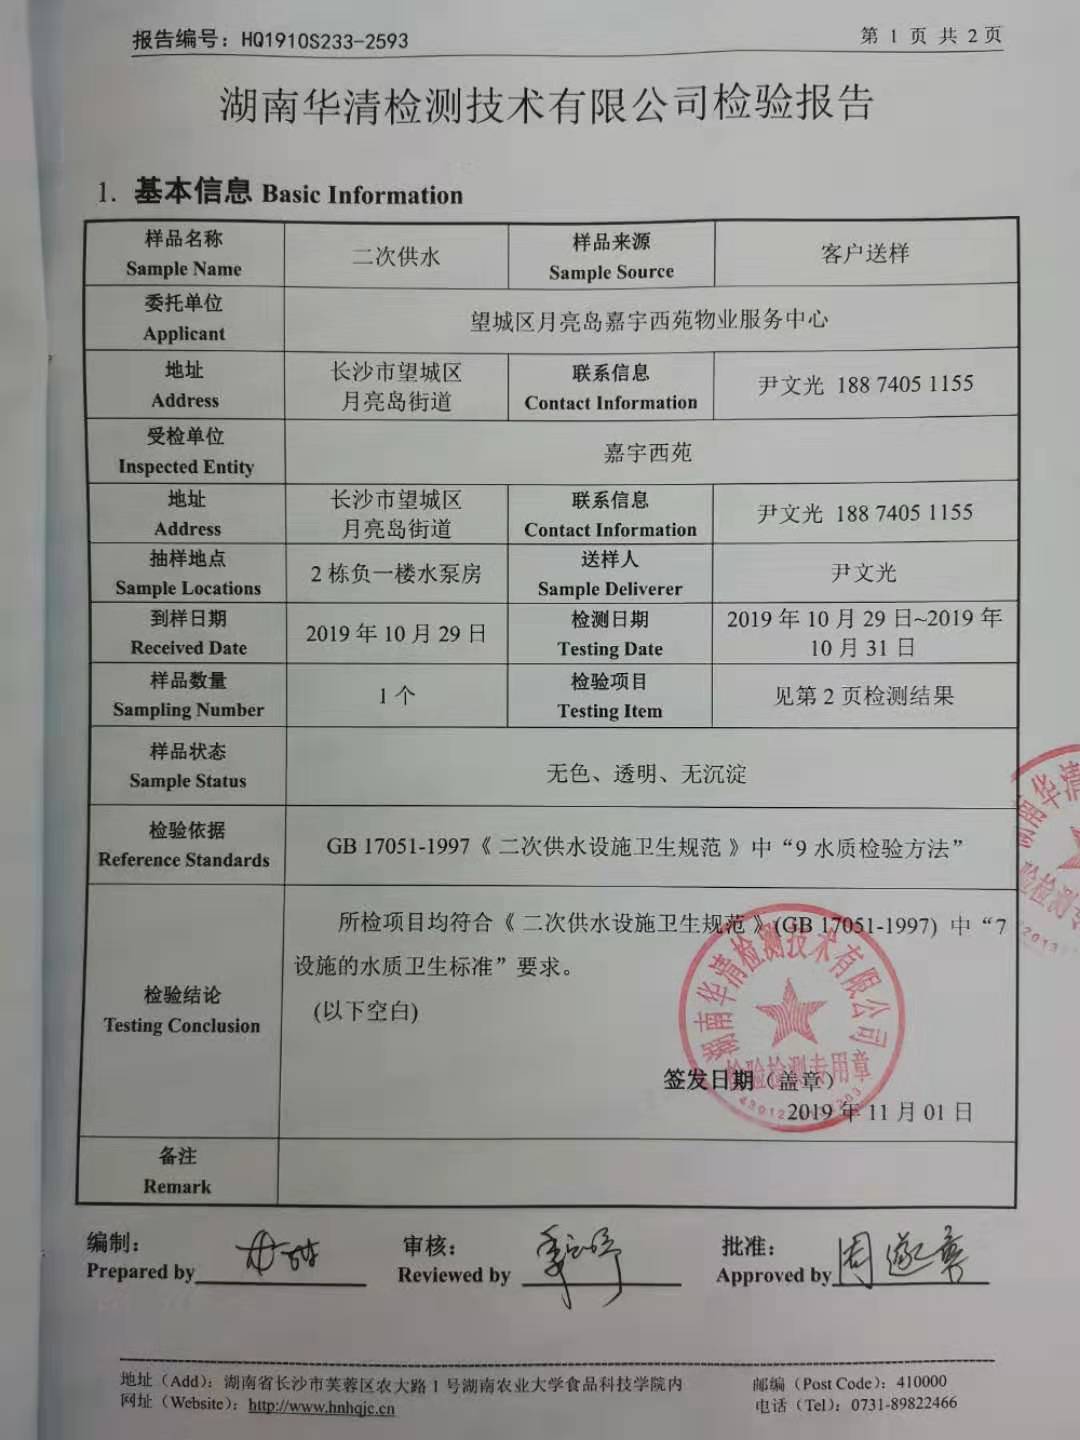 报告编号：HQ1910S233-2593
第 1 页 共 2 页
湖南华清检测技术有限公司检验报告
1. 基本信息 Basic Information
样品名称
Sample Name
二次供水
样品来源
Sample Source
客户送样
委托单位
Applicant
望城区月亮岛嘉宇西苑物业服务中心
地址
Address
长沙市望城区
月亮岛街道
联系信息
Contact Information
尹文光 188 7405 1155
受检单位
Inspected Entity
嘉宇西苑
地址
Address
长沙市望城区
月亮岛街道
联系信息
Contact Information
尹文光 188 7405 1155
抽样地点
Sample Locations
2 栋负一楼水泵房
送样人
Sample Deliverer
尹文光
到样日期
Received Date
2019 年 10 月 29 日
检测日期
Testing Date
2019 年 10 月 29 日~2019 年
10 月 31 日
样品数量
Sampling Number
1 个
检验项目
Testing Item
见第 2 页检测结果
样品状态
Sample Status
无色、透明、无沉淀
检验依据
Reference Standards
GB 17051-1997《 二次供水设施卫生规范 》中“9 水质检验方法”
检验结论
Testing Conclusion
所检项目均符合《 二次供水设施卫生规范 》(GB 17051-1997) 中“7
设施的水质卫生标准”要求。
(以下空白)
湖南华清检测技术有限公司
检验检测专用章
签发日期（盖章）
2019 年 11 月 01 日
备注
Remark
编制：
Prepared by
审核：
Reviewed by
批准：
Approved by
地址（Add）：湖南省长沙市芙蓉区农大路 1 号湖南农业大学食品科技学院内
邮编（Post Code）：410000
网址（Website）：http://www.hnhqjc.cn
电话（Tel）：0731-89822466